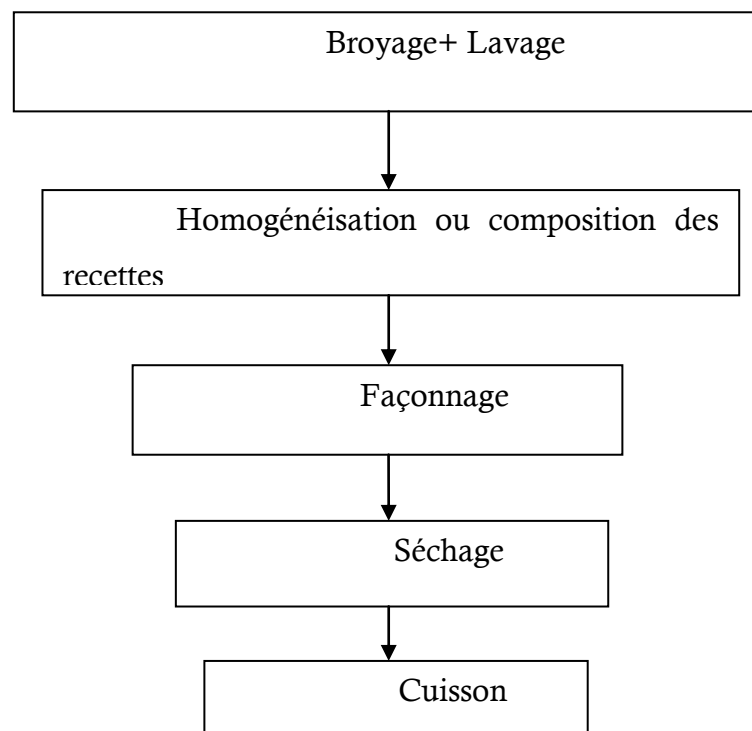 Broyage+ Lavage
Homogénéisation ou composition des
recettes
Façonnage
Séchage
Cuisson